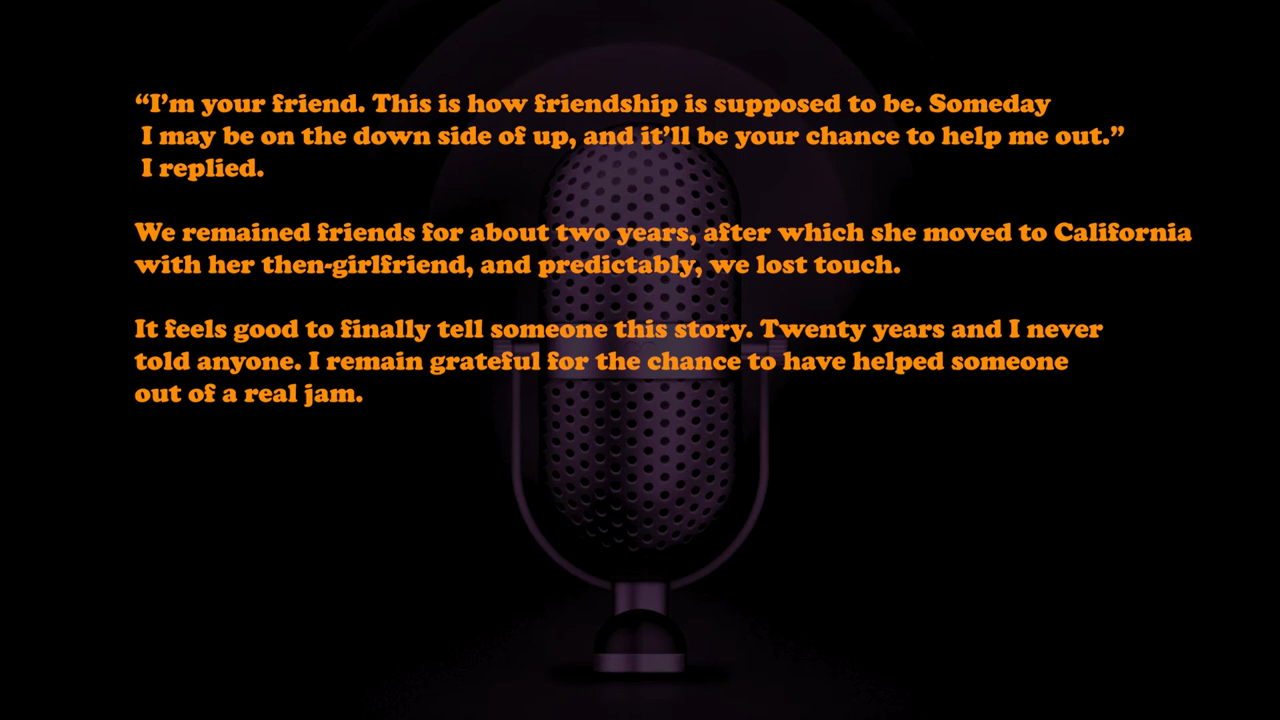 “I’m your friend. This is how friendship is supposed to be. Someday
I may be on the down side of up, and it’ll be your chance to help me out.”
I replied.
We remained friends for about two years, after which she moved to California
with her then-girlfriend, and predictably, we lost touch.
It feels good to finally tell someone this story. Twenty years and I never
told anyone. I remain grateful for the chance to have helped someone
out of a real jam.